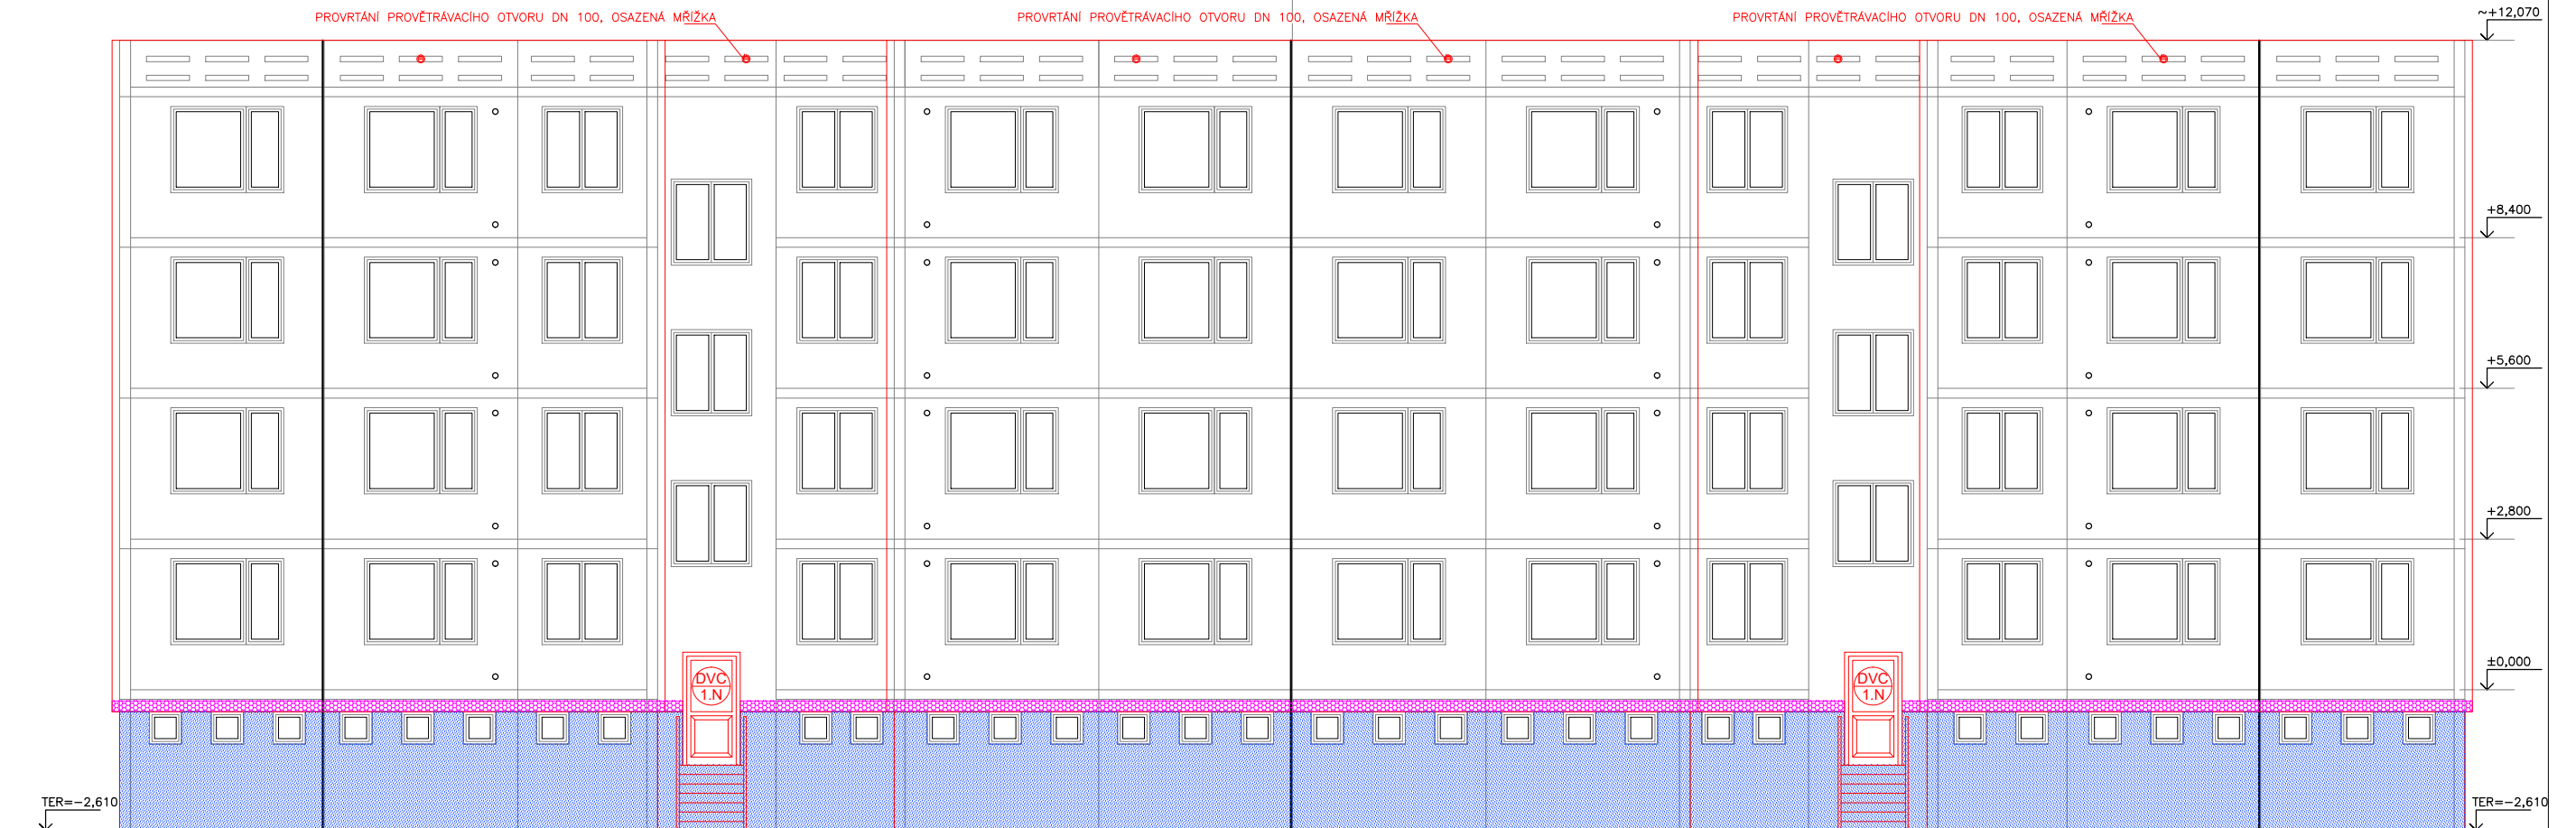 PROVRTÁNÍ PROVĚTRÁVACÍHO OTVORU DN 100, OSAZENÁ MŘÍŽKA
PROVRTÁNÍ PROVĚTRÁVACÍHO OTVORU DN 100, OSAZENÁ MŘÍŽKA
PROVRTÁNÍ PROVĚTRÁVACÍHO OTVORU DN 100, OSAZENÁ MŘÍŽKA
~+12,070
+8,400
+5,600
+2,800
±0,000
DVC
1.N
DVC
1.N
TER=-2,610
TER=-2,610